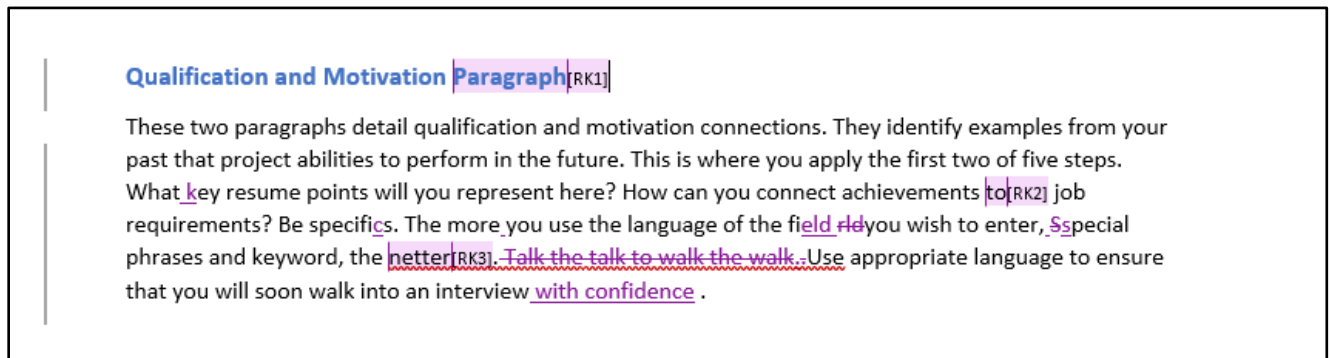 Qualification and Motivation Paragraph[RK1]
These two paragraphs detail qualification and motivation connections. They identify examples from your
past that project abilities to perform in the future. This is where you apply the first two of five steps.
What key resume points will you represent here? How can you connect achievements to[RK2] job
requirements? Be specifics. The more you use the language of the field rldyou wish to enter, Sspecial
phrases and keyword, the netter[RK3]. Talk the talk to walk the walk..Use appropriate language to ensure
that you will soon walk into an interview with confidence .